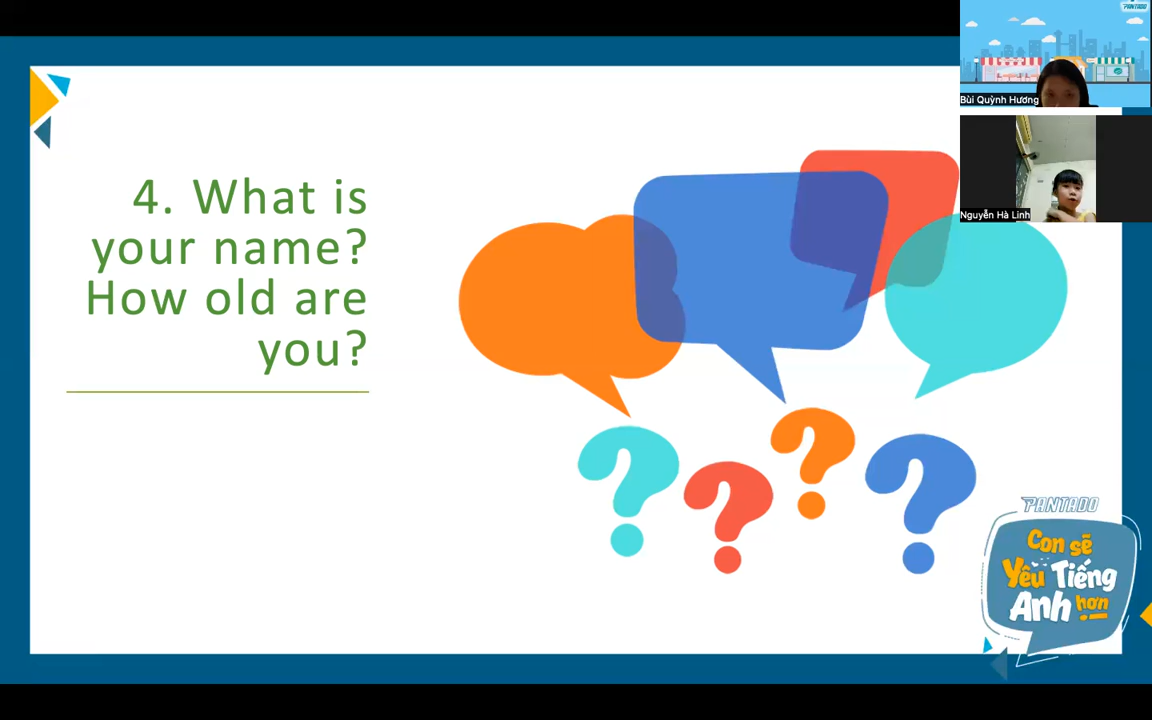 4. What is
your name?
How old are
you?
PANTADO
Bùi Quỳnh Hương
Nguyễn Hà Linh
PANTADO
Con sẽ
Yêu Tiếng
Anh hơn